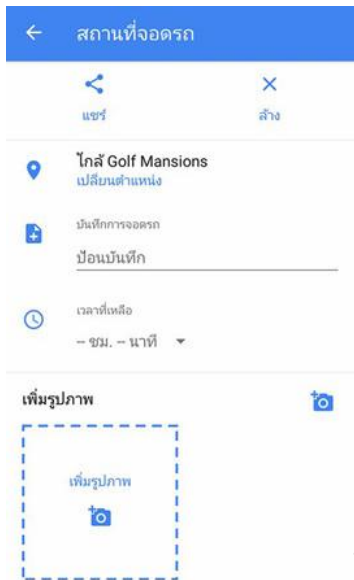 สถานที่จอดรถ
แชร์
ล้าง
ใกล้ Golf Mansions
เปลี่ยนตำแหน่ง
บันทึกการจอดรถ
ป้อนบันทึก
เวลาที่เหลือ
-- ชม. -- นาที
เพิ่มรูปภาพ
เพิ่มรูปภาพ